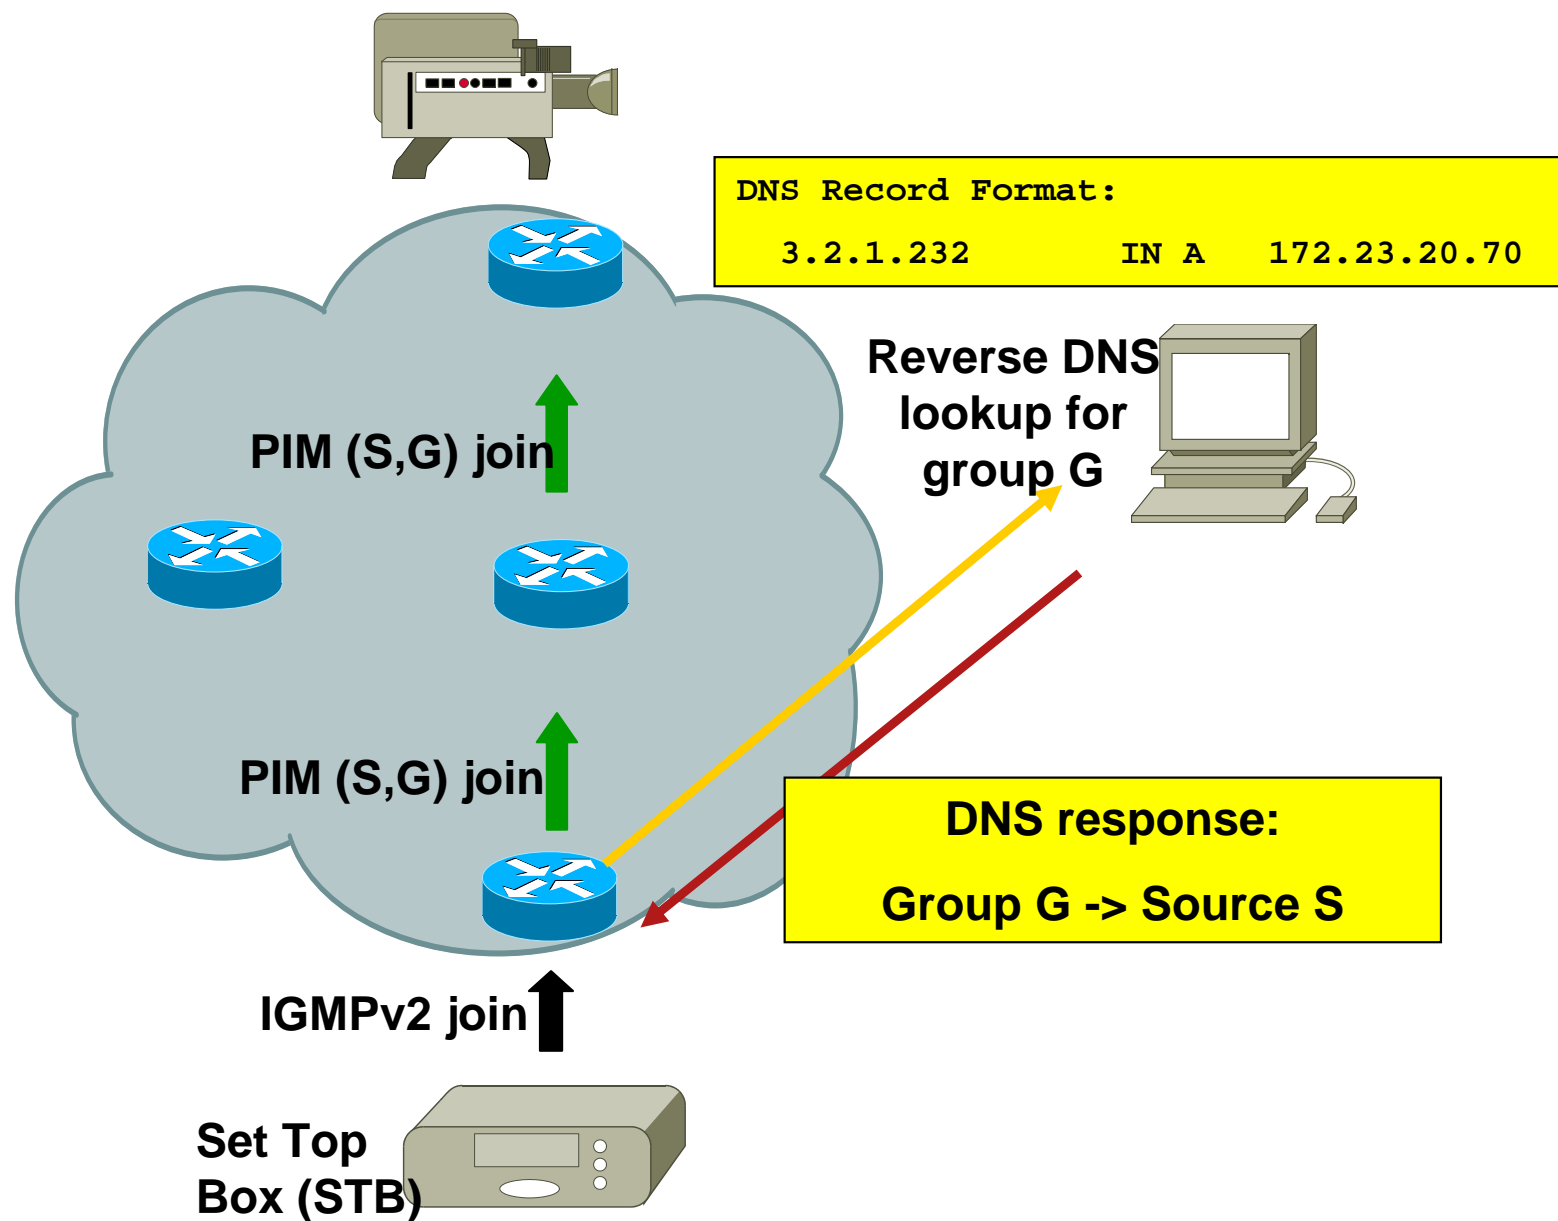 DNS Record Format:
3.2.1.232 IN A 172.23.20.70
Reverse DNS
lookup for
group G
PIM (S,G) join
PIM (S,G) join
DNS response:
Group G -> Source S
IGMPv2 join
Set Top
Box (STB)